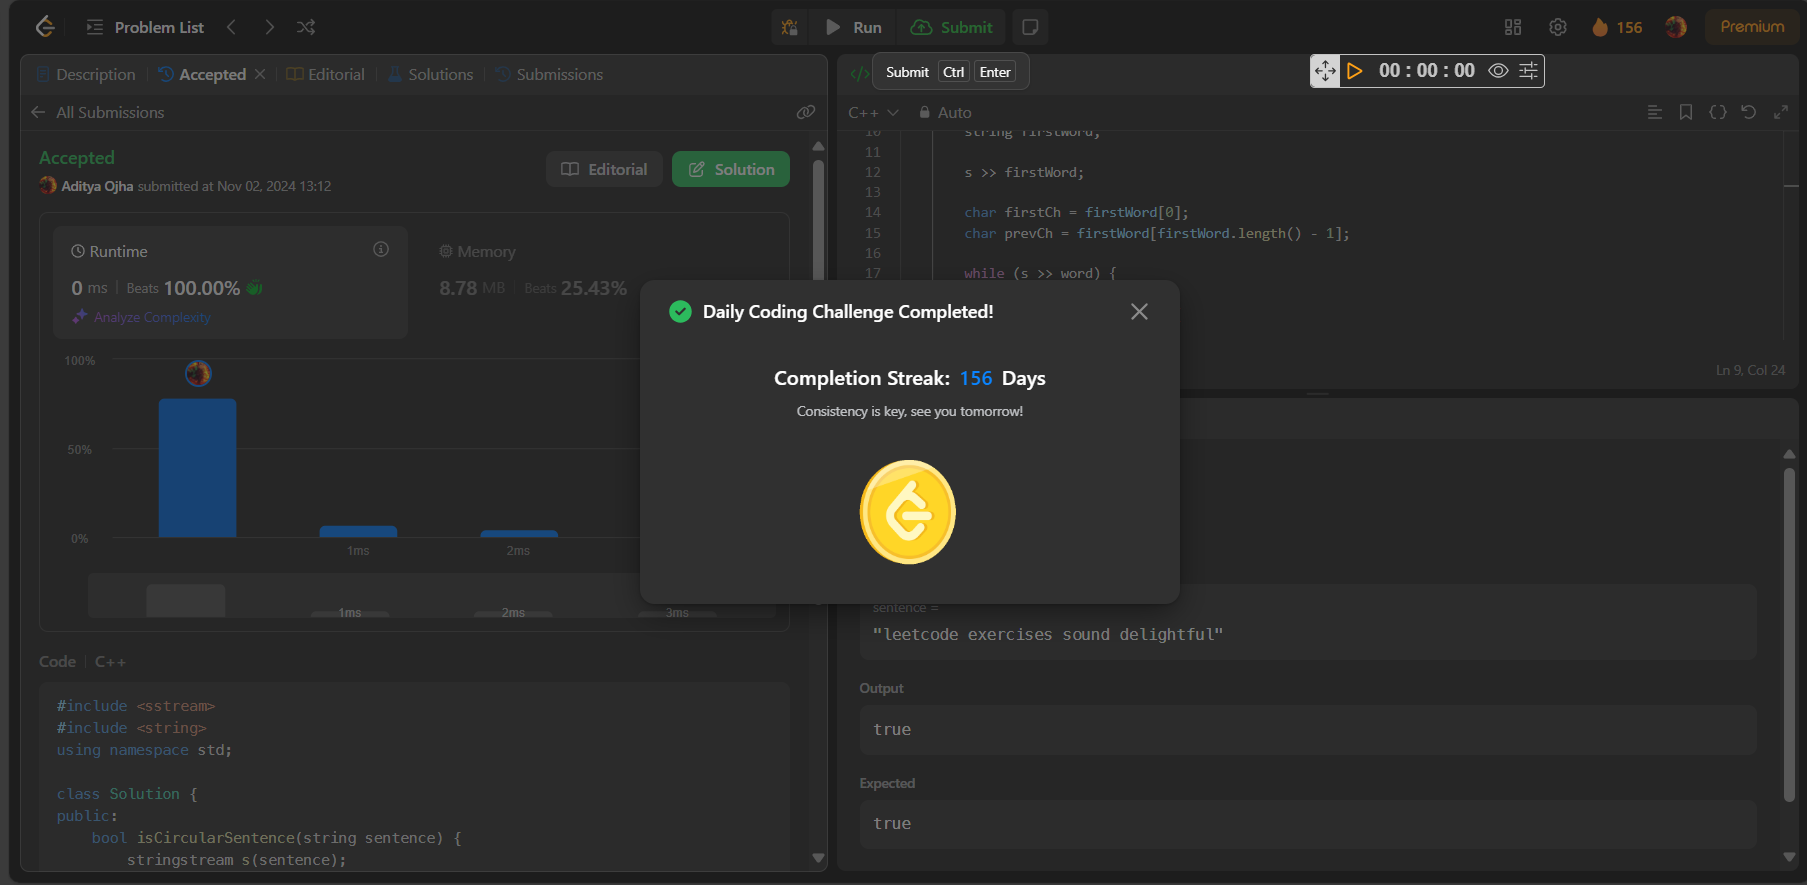 Problem List
Run
Submit
156
Premium
Description
Accepted
Editorial
Solutions
Submissions
All Submissions
Accepted
Aditya Ojha submitted at Nov 02, 2024 13:12
Editorial
Solution
Runtime
0 ms | Beats 100.00%
Analyze Complexity
Memory
8.78 MB | Beats 25.43%
100%
50%
0%
1ms
2ms
1ms
2ms
3ms
Code | C++
#include <sstream>
#include <string>
using namespace std;
class Solution {
public:
bool isCircularSentence(string sentence) {
stringstream s(sentence);
</>
Submit Ctrl Enter
00 : 00 : 00
C++
Auto
10 string firstWord;
11
12 s >> firstWord;
13
14 char firstCh = firstWord[0];
15 char prevCh = firstWord[firstWord.length() - 1];
16
17 while (s >> word) {
Ln 9, Col 24
Daily Coding Challenge Completed!
Completion Streak: 156 Days
Consistency is key, see you tomorrow!
sentence =
"leetcode exercises sound delightful"
Output
true
Expected
true